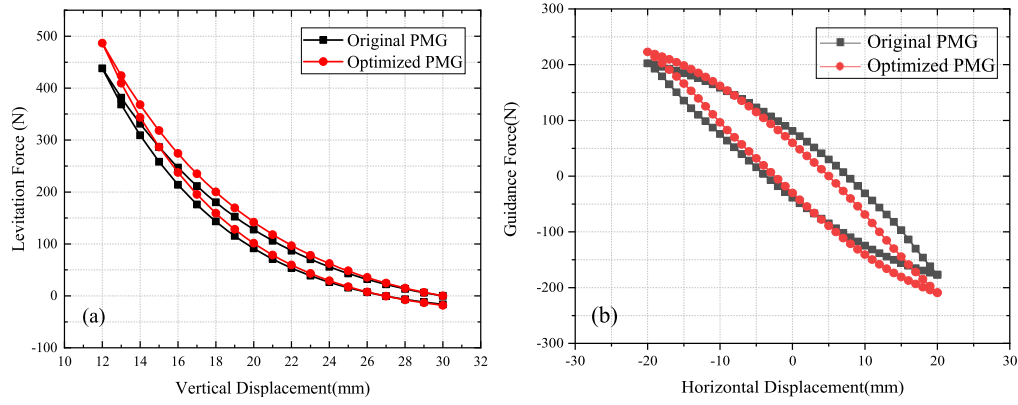 Original PMG
Optimized PMG
500
400
300
200
100
0
-100
Levitation Force (N)
(a)
10 12 14 16 18 20 22 24 26 28 30 32
Vertical Displacement(mm)
Original PMG
Optimized PMG
300
200
100
0
-100
-200
-300
Guidance Force(N)
(b)
-30 -20 -10 0 10 20 30
Horizontal Displacement(mm)